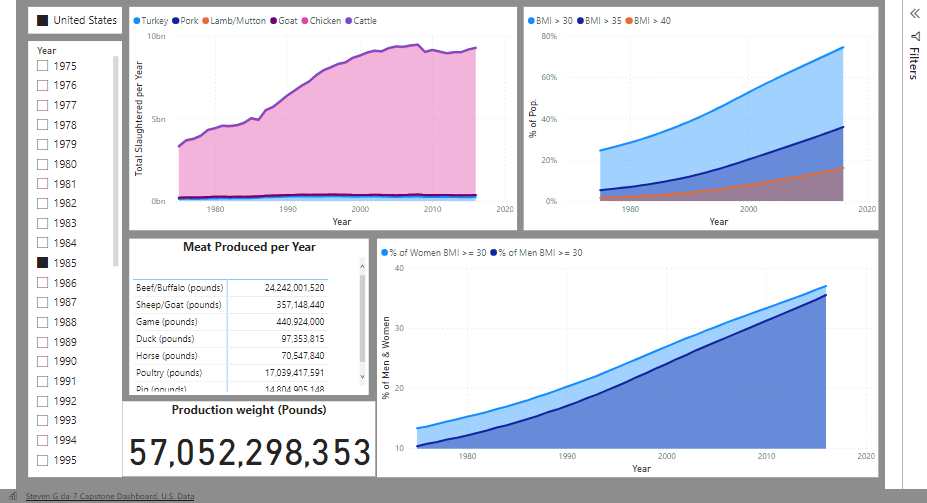 United States
Year
1975
1976
1977
1978
1979
1980
1981
1982
1983
1984
1985
1986
1987
1988
1989
1990
1991
1992
1993
1994
1995
Turkey Pork Lamb/Mutton Goat Chicken Cattle
Total Slaughtered per Year
10bn
5bn
0bn
1980 1990 2000 2010 2020
Year
BMI > 30 BMI > 35 BMI > 40
% of Pop.
80%
60%
40%
20%
0%
1980 2000 2020
Year
Filters
Meat Produced per Year
Beef/Buffalo (pounds) 24,242,001,520
Sheep/Goat (pounds) 357,148,440
Game (pounds) 440,924,000
Duck (pounds) 97,353,815
Horse (pounds) 70,547,840
Poultry (pounds) 17,039,417,591
Pig (pounds) 14,804,905,148
Production weight (Pounds)
57,052,298,353
% of Women BMI >= 30 % of Men BMI >= 30
% of Men & Women
40
30
20
10
1980 1990 2000 2010 2020
Year
Steven G da-7 Capstone Dashboard, U.S. Data